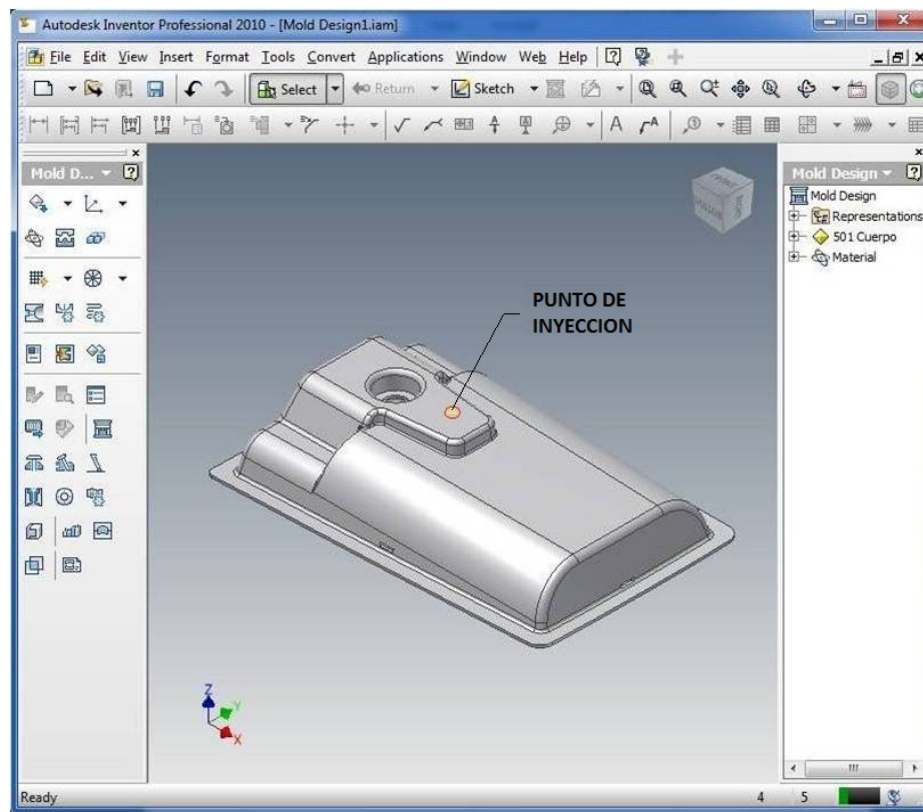 Autodesk Inventor Professional 2010 - [Mold Design1.iam]
File Edit View Insert Format Tools Convert Applications Window Web Help
Select Return Sketch
Mold D...
Mold Design
Mold Design
Representations
501 Cuerpo
Material
PUNTO DE
INYECCION
FRONT
Z
Y
X
Ready 4 5